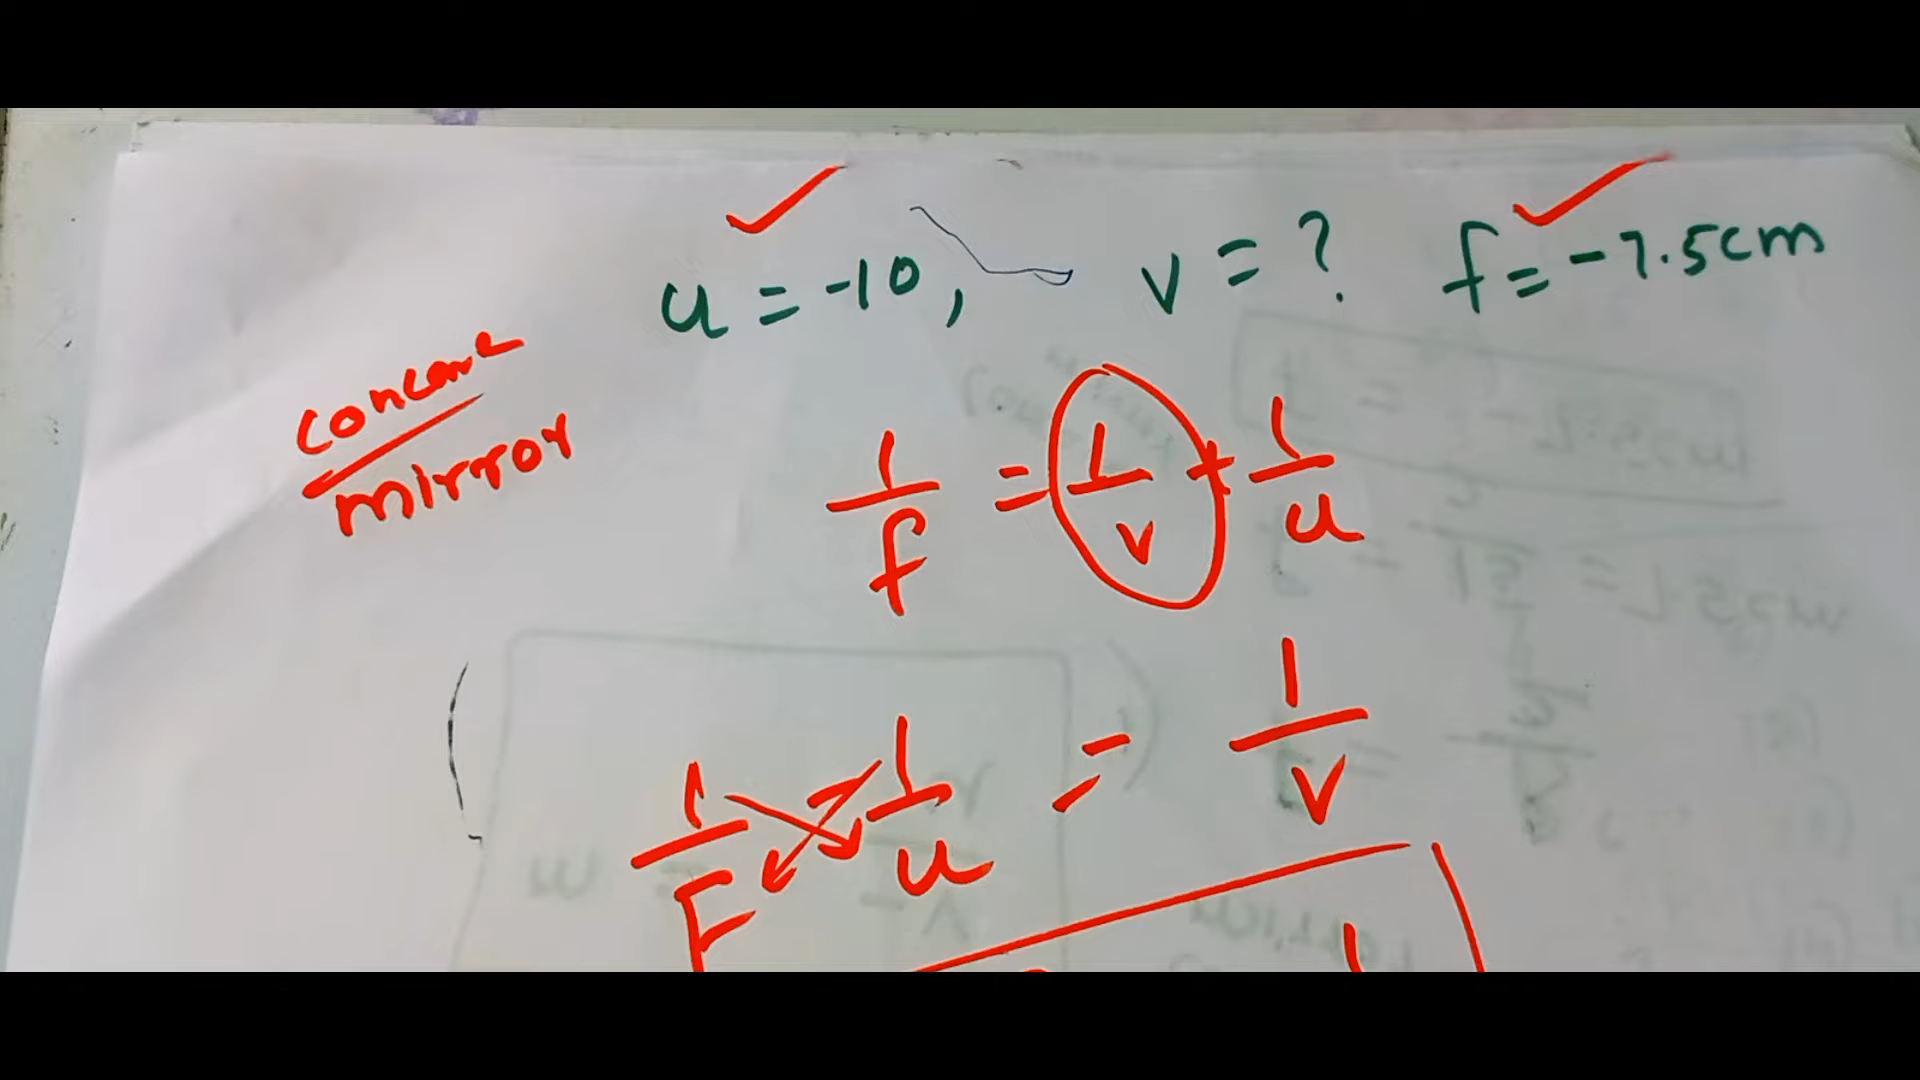 u = -10, v = ? f = -7.5cm
concave
mirror
1/f = 1/v + 1/u
1/F 1/u = 1/v